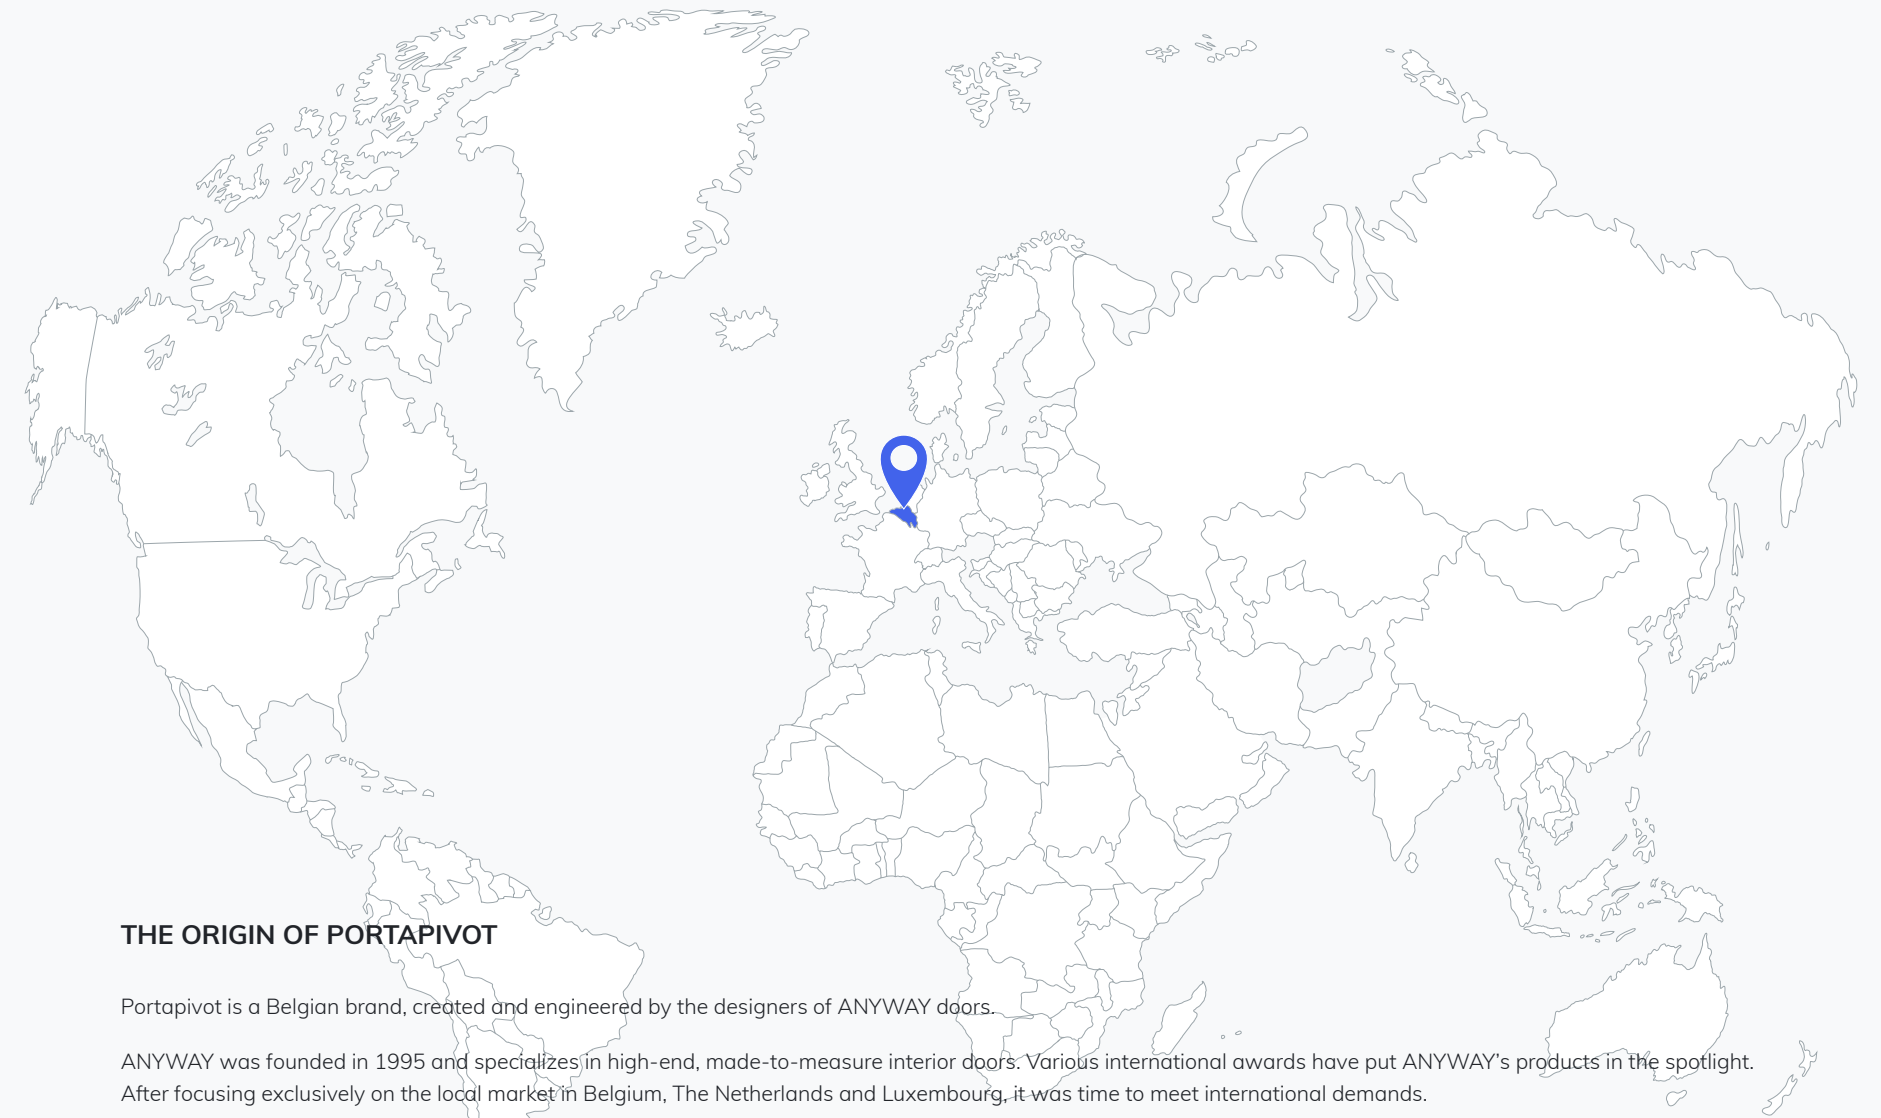 THE ORIGIN OF PORTAPIVOT
Portapivot is a Belgian brand, created and engineered by the designers of ANYWAY doors.
ANYWAY was founded in 1995 and specializes in high-end, made-to-measure interior doors. Various international awards have put ANYWAY’s products in the spotlight.
After focusing exclusively on the local market in Belgium, The Netherlands and Luxembourg, it was time to meet international demands.